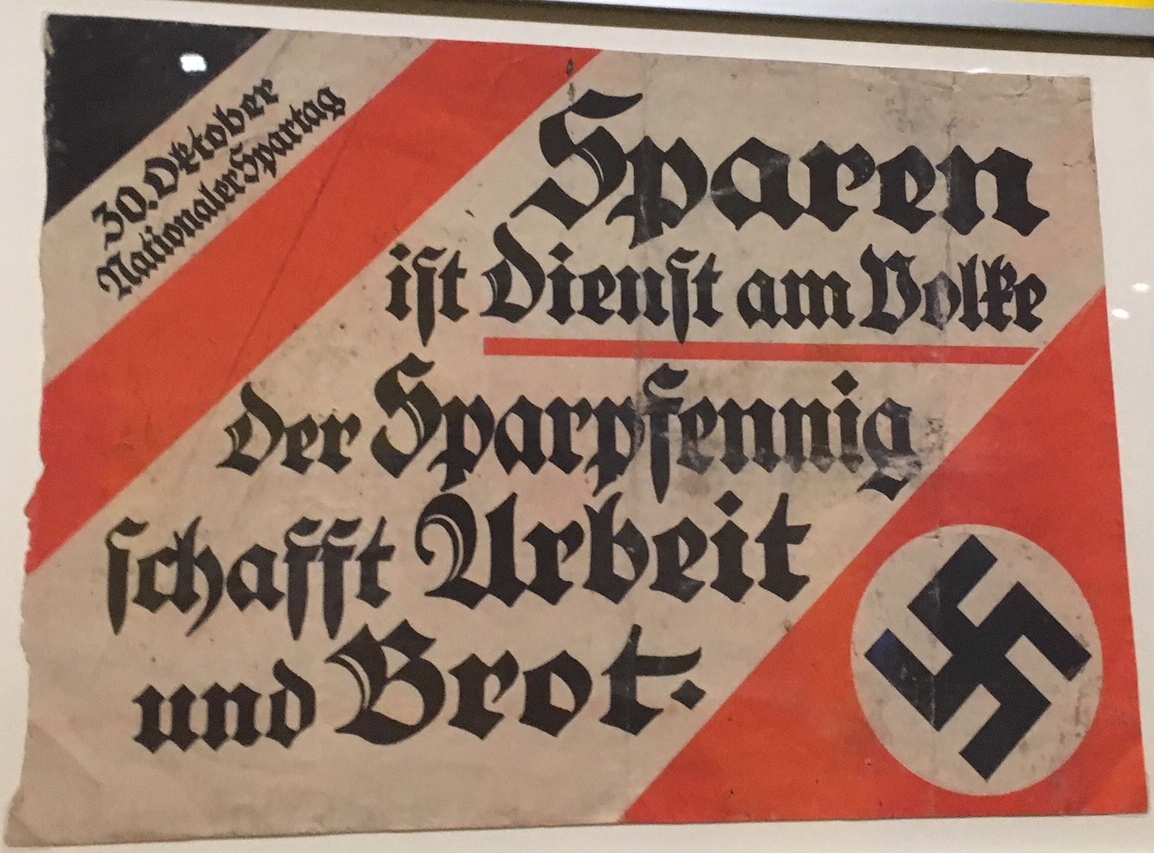 30. Oktober
Nationaler Spartag
Sparen
ist Dienst am Volke
der Sparpfennig
schafft Arbeit
und Brot.